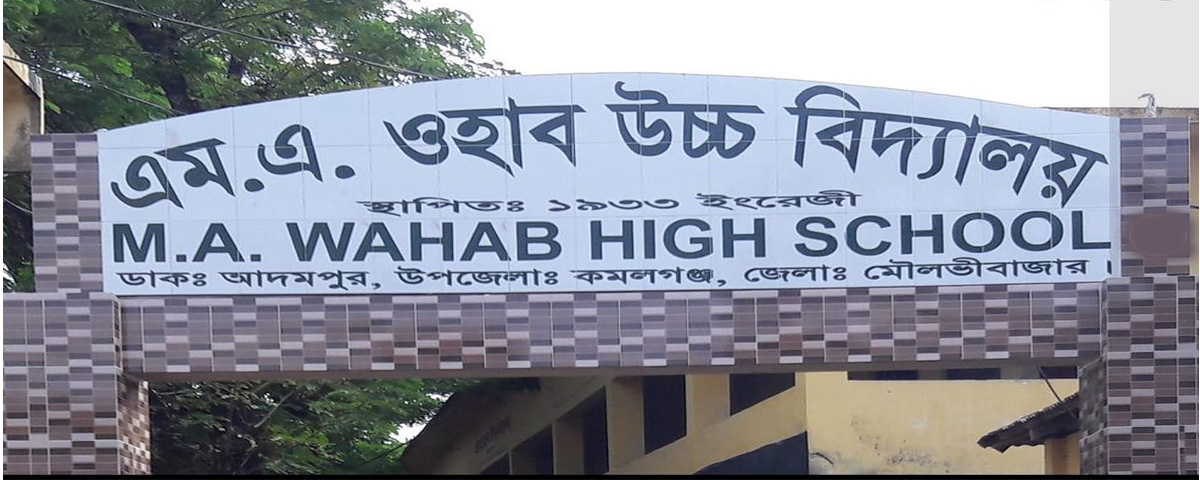 এম.এ. ওহাব উচ্চ বিদ্যালয়
স্থাপিতঃ ১৯৩৩ ইংরেজী
M.A. WAHAB HIGH SCHOOL
ডাকঃ আদমপুর, উপজেলাঃ কমলগঞ্জ, জেলাঃ মৌলভীবাজার।